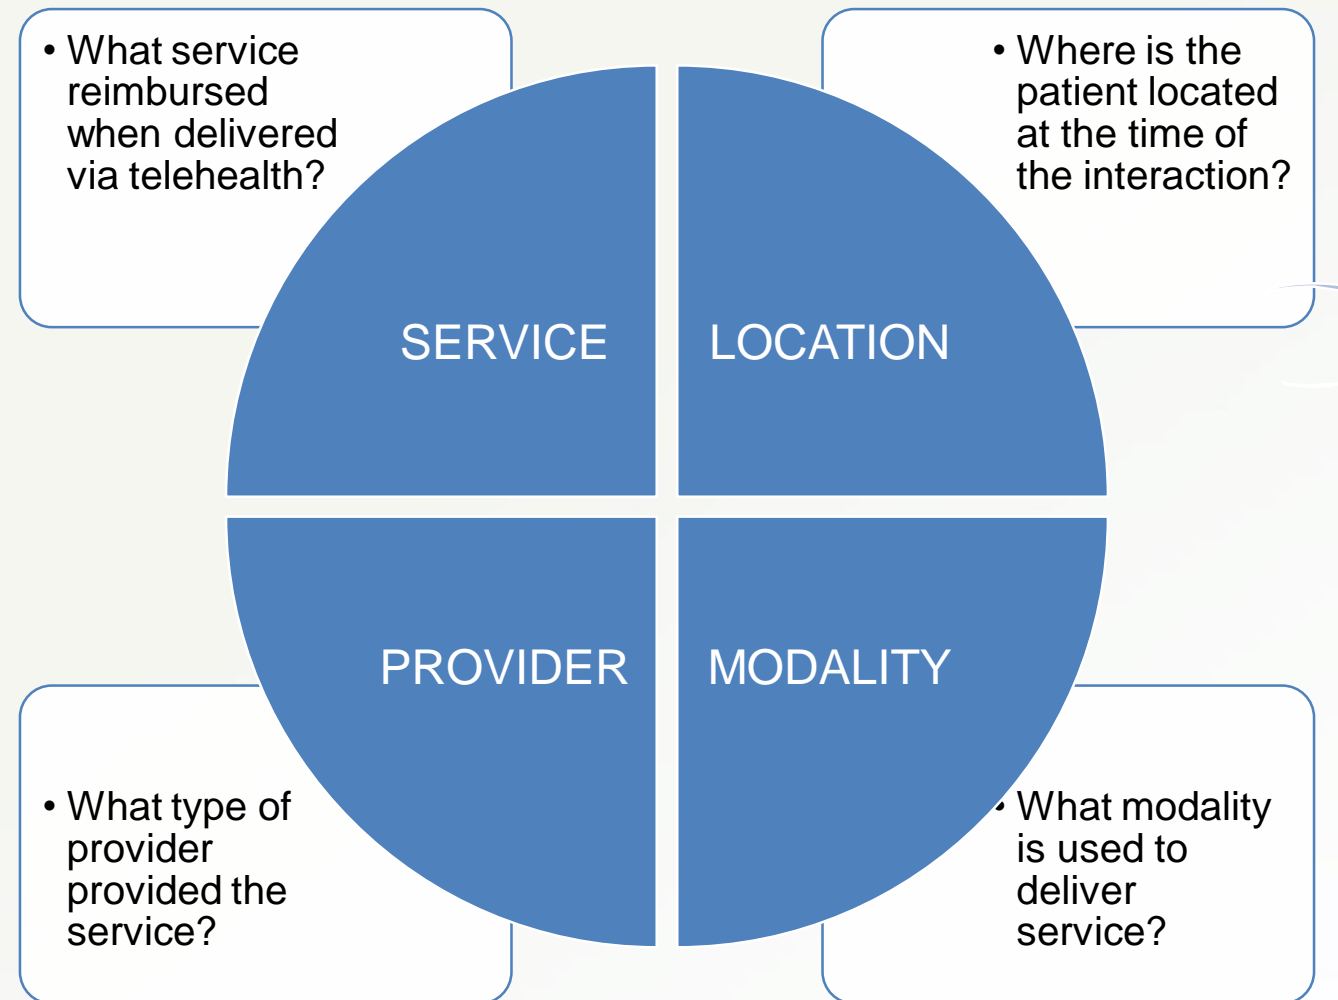 • What service
reimbursed
when delivered
via telehealth?
• Where is the
patient located
at the time of
the interaction?
SERVICE
LOCATION
PROVIDER
MODALITY
• What type of
provider
provided the
service?
• What modality
is used to
deliver
service?